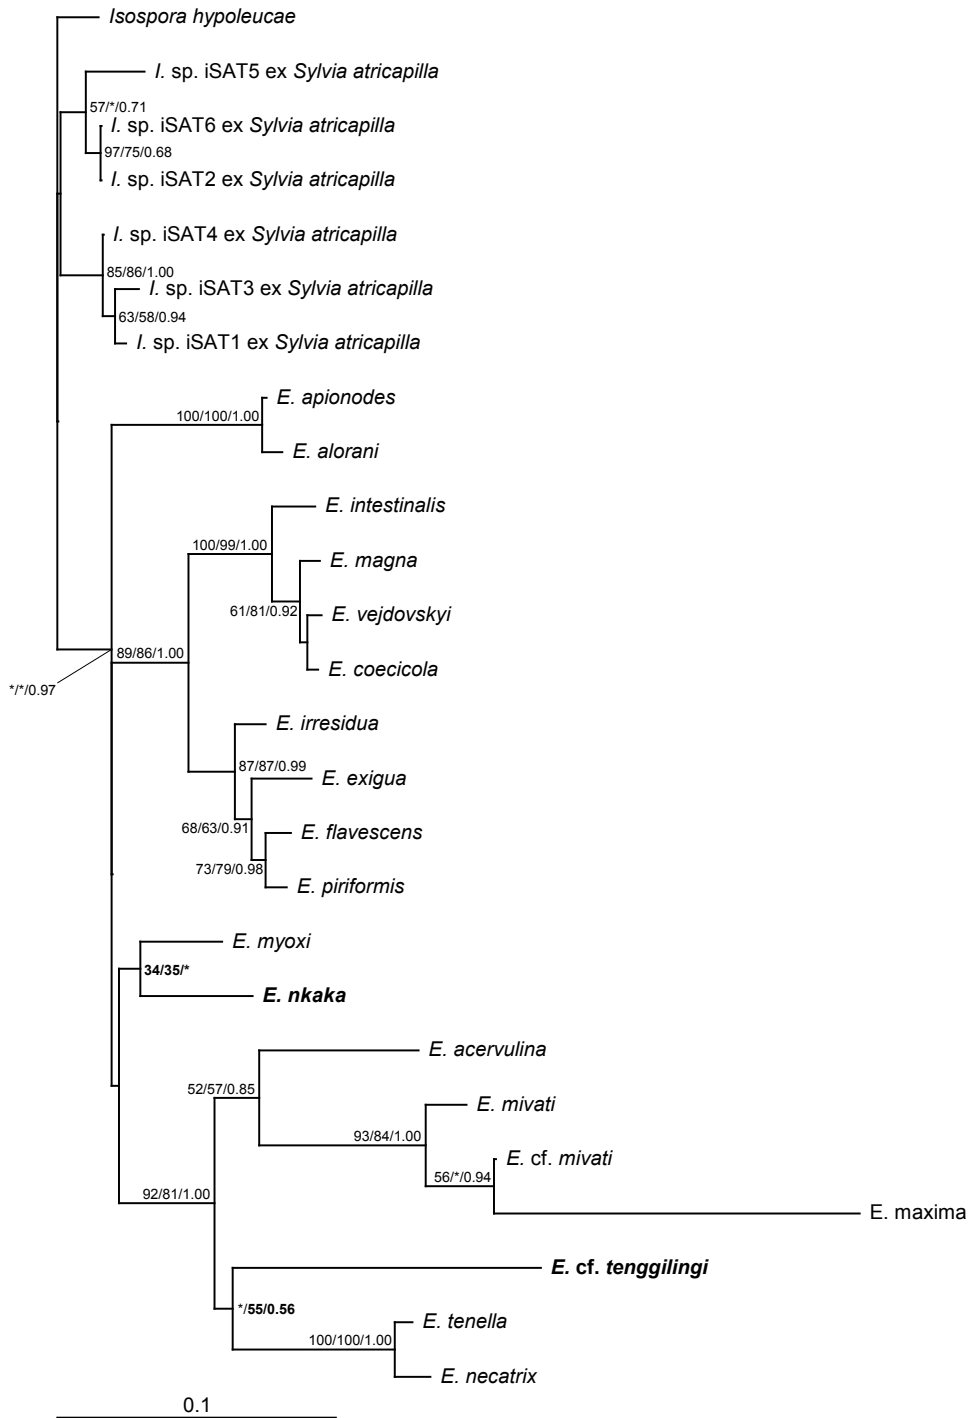 Isospora hypoleucae
I. sp. iSAT5 ex Sylvia atricapilla
57/*/0.71
I. sp. iSAT6 ex Sylvia atricapilla
97/75/0.68
I. sp. iSAT2 ex Sylvia atricapilla
I. sp. iSAT4 ex Sylvia atricapilla
85/86/1.00
I. sp. iSAT3 ex Sylvia atricapilla
63/58/0.94
I. sp. iSAT1 ex Sylvia atricapilla
E. apionodes
100/100/1.00
E. alorani
E. intestinalis
100/99/1.00
E. magna
61/81/0.92
E. vejdovskyi
89/86/1.00
E. coecicola
*/*/0.97
E. irresidua
87/87/0.99
E. exigua
68/63/0.91
E. flavescens
73/79/0.98
E. piriformis
E. myoxi
34/35/*
E. nkaka
E. acervulina
52/57/0.85
E. mivati
93/84/1.00
E. cf. mivati
56/*/0.94
92/81/1.00
E. maxima
E. cf. tenggilingi
*/55/0.56
E. tenella
100/100/1.00
E. necatrix
0.1